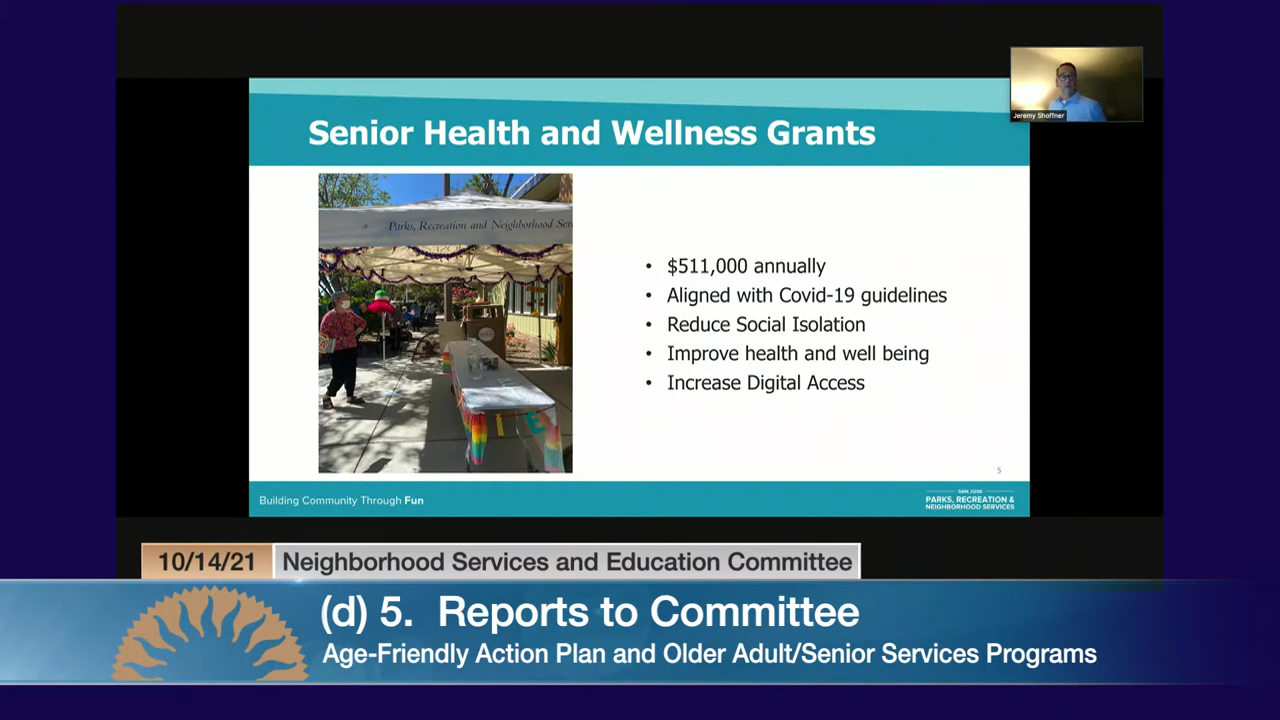 Jeremy Shoffner
Senior Health and Wellness Grants
Parks, Recreation and Neighborhood
• $511,000 annually
• Aligned with Covid-19 guidelines
• Reduce Social Isolation
• Improve health and well being
• Increase Digital Access
5
Building Community Through Fun
SAN JOSE
PARKS, RECREATION &
NEIGHBORHOOD SERVICES
10/14/21
Neighborhood Services and Education Committee
(d) 5. Reports to Committee
Age-Friendly Action Plan and Older Adult/Senior Services Programs